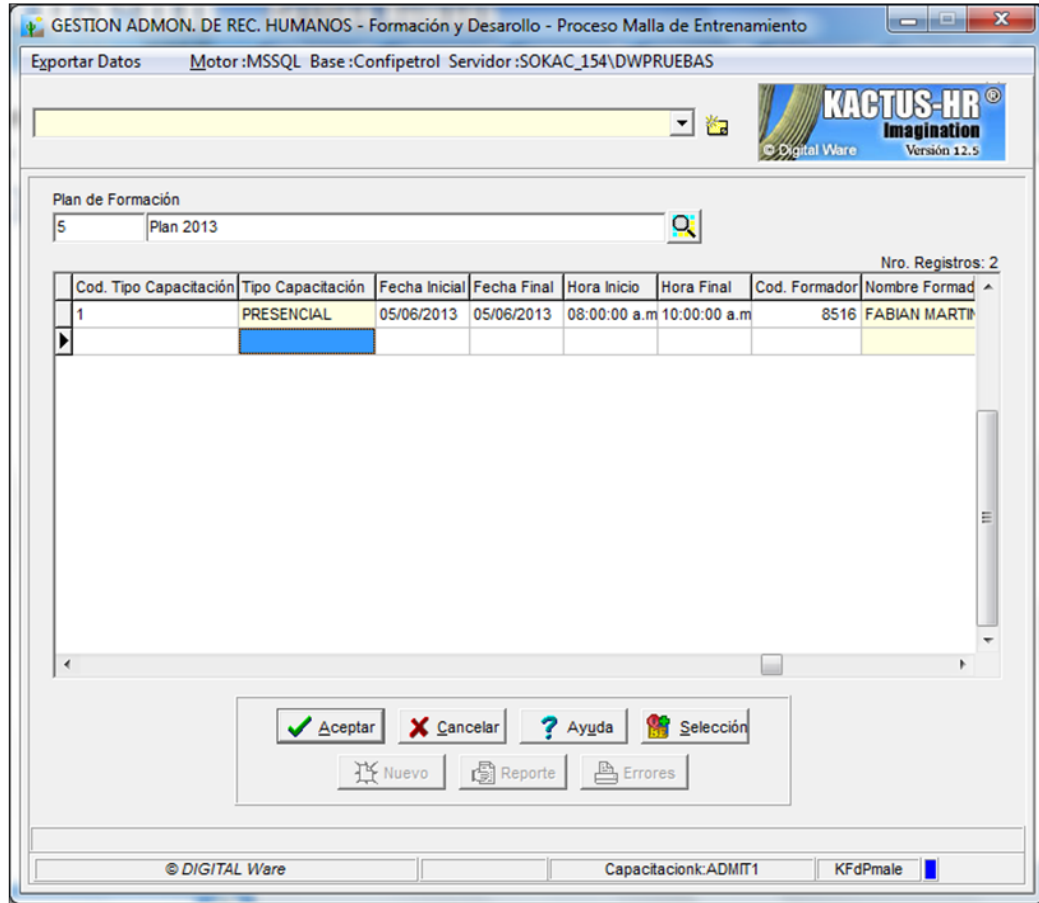 GESTION ADMON. DE REC. HUMANOS - Formación y Desarollo - Proceso Malla de Entrenamiento
Exportar Datos Motor :MSSQL Base :Confipetrol Servidor :SOKAC_154\DWPRUEBAS
KACTUS-HR ®
Imagination
© Digital Ware Versión 12.5
Plan de Formación
5 Plan 2013
Nro. Registros: 2
Cod. Tipo Capacitación Tipo Capacitación Fecha Inicial Fecha Final Hora Inicio Hora Final Cod. Formador Nombre Formad
1 PRESENCIAL 05/06/2013 05/06/2013 08:00:00 a.m 10:00:00 a.m 8516 FABIAN MARTIN
Aceptar Cancelar Ayuda Selección
Nuevo Reporte Errores
© DIGITAL Ware Capacitacionk:ADMIT1 KFdPmale